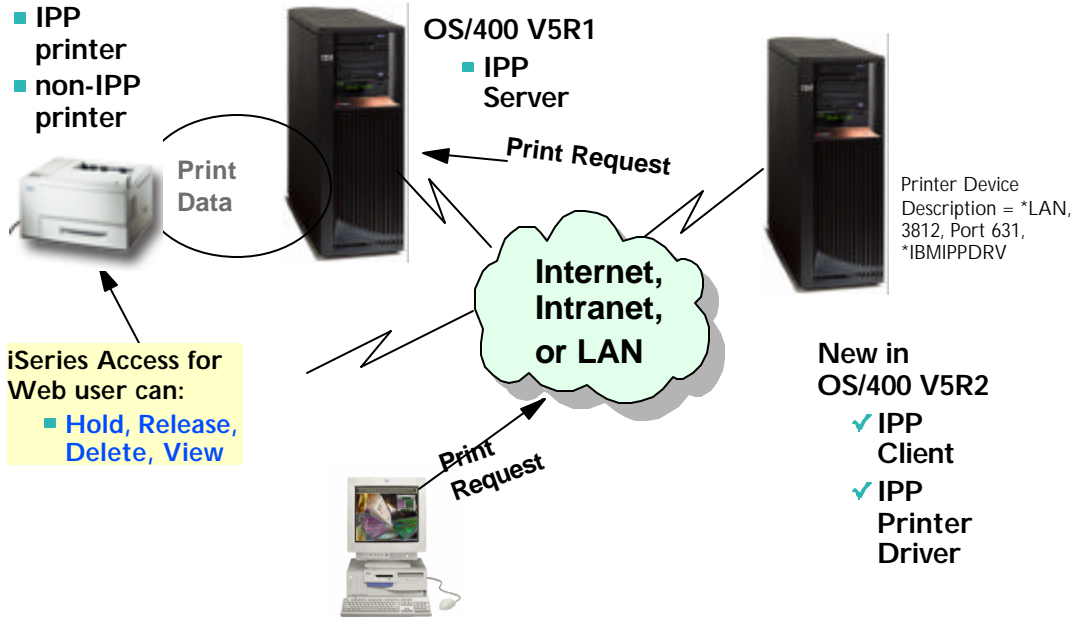 ■ IPP
printer
■ non-IPP
printer
OS/400 V5R1
■ IPP
Server
Print Request
Print
Data
Printer Device
Description = *LAN,
3812, Port 631,
*IBMIPPDRV
Internet,
Intranet,
or LAN
iSeries Access for
Web user can:
■ Hold, Release,
Delete, View
Print
Request
New in
OS/400 V5R2
✓ IPP
Client
✓ IPP
Printer
Driver